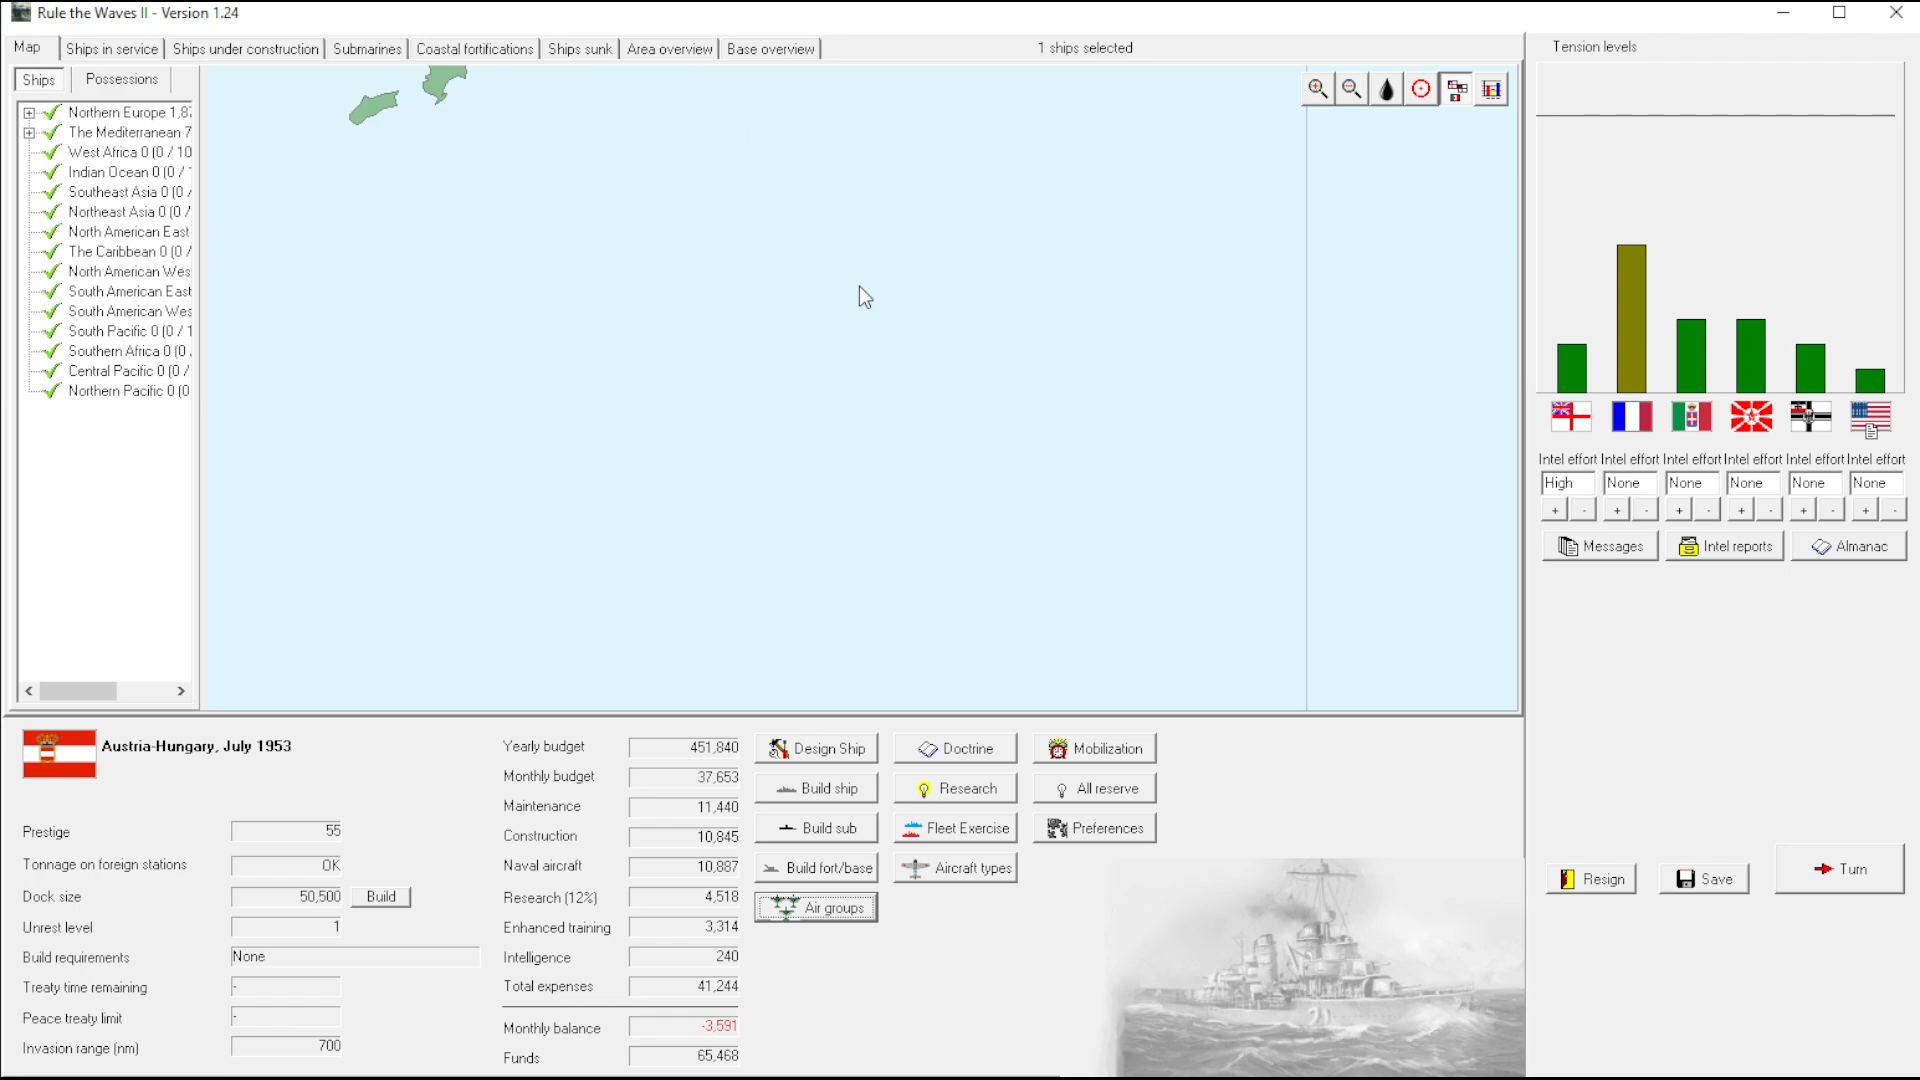 Rule the Waves II - Version 1.24
Map
Ships in service
Ships under construction
Submarines
Coastal fortifications
Ships sunk
Area overview
Base overview
1 ships selected
Tension levels
Ships
Possessions
Northern Europe 1,8
The Mediterranean 7
West Africa 0 (0 / 10
Indian Ocean 0 (0 /
Southeast Asia 0 (0 /
Northeast Asia 0 (0 /
North American East
The Caribbean 0 (0 /
North American Wes
South American East
South American Wes
South Pacific 0 (0 / 1
Southern Africa 0 (0
Central Pacific 0 (0 /
Northern Pacific 0 (0
Intel effort Intel effort Intel effort Intel effort Intel effort Intel effort
High None None None None None
+ - + - + - + - + - + -
Messages Intel reports Almanac
Austria-Hungary, July 1953
Prestige 55
Tonnage on foreign stations OK
Dock size 50,500 Build
Unrest level 1
Build requirements None
Treaty time remaining -
Peace treaty limit -
Invasion range (nm) 700
Yearly budget 451,840
Monthly budget 37,653
Maintenance 11,440
Construction 10,845
Naval aircraft 10,887
Research (12%) 4,518
Enhanced training 3,314
Intelligence 240
Total expenses 41,244
Monthly balance -3,591
Funds 65,468
Design Ship Doctrine Mobilization
Build ship Research All reserve
Build sub Fleet Exercise Preferences
Build fort/base Aircraft types
Air groups
Resign Save Turn